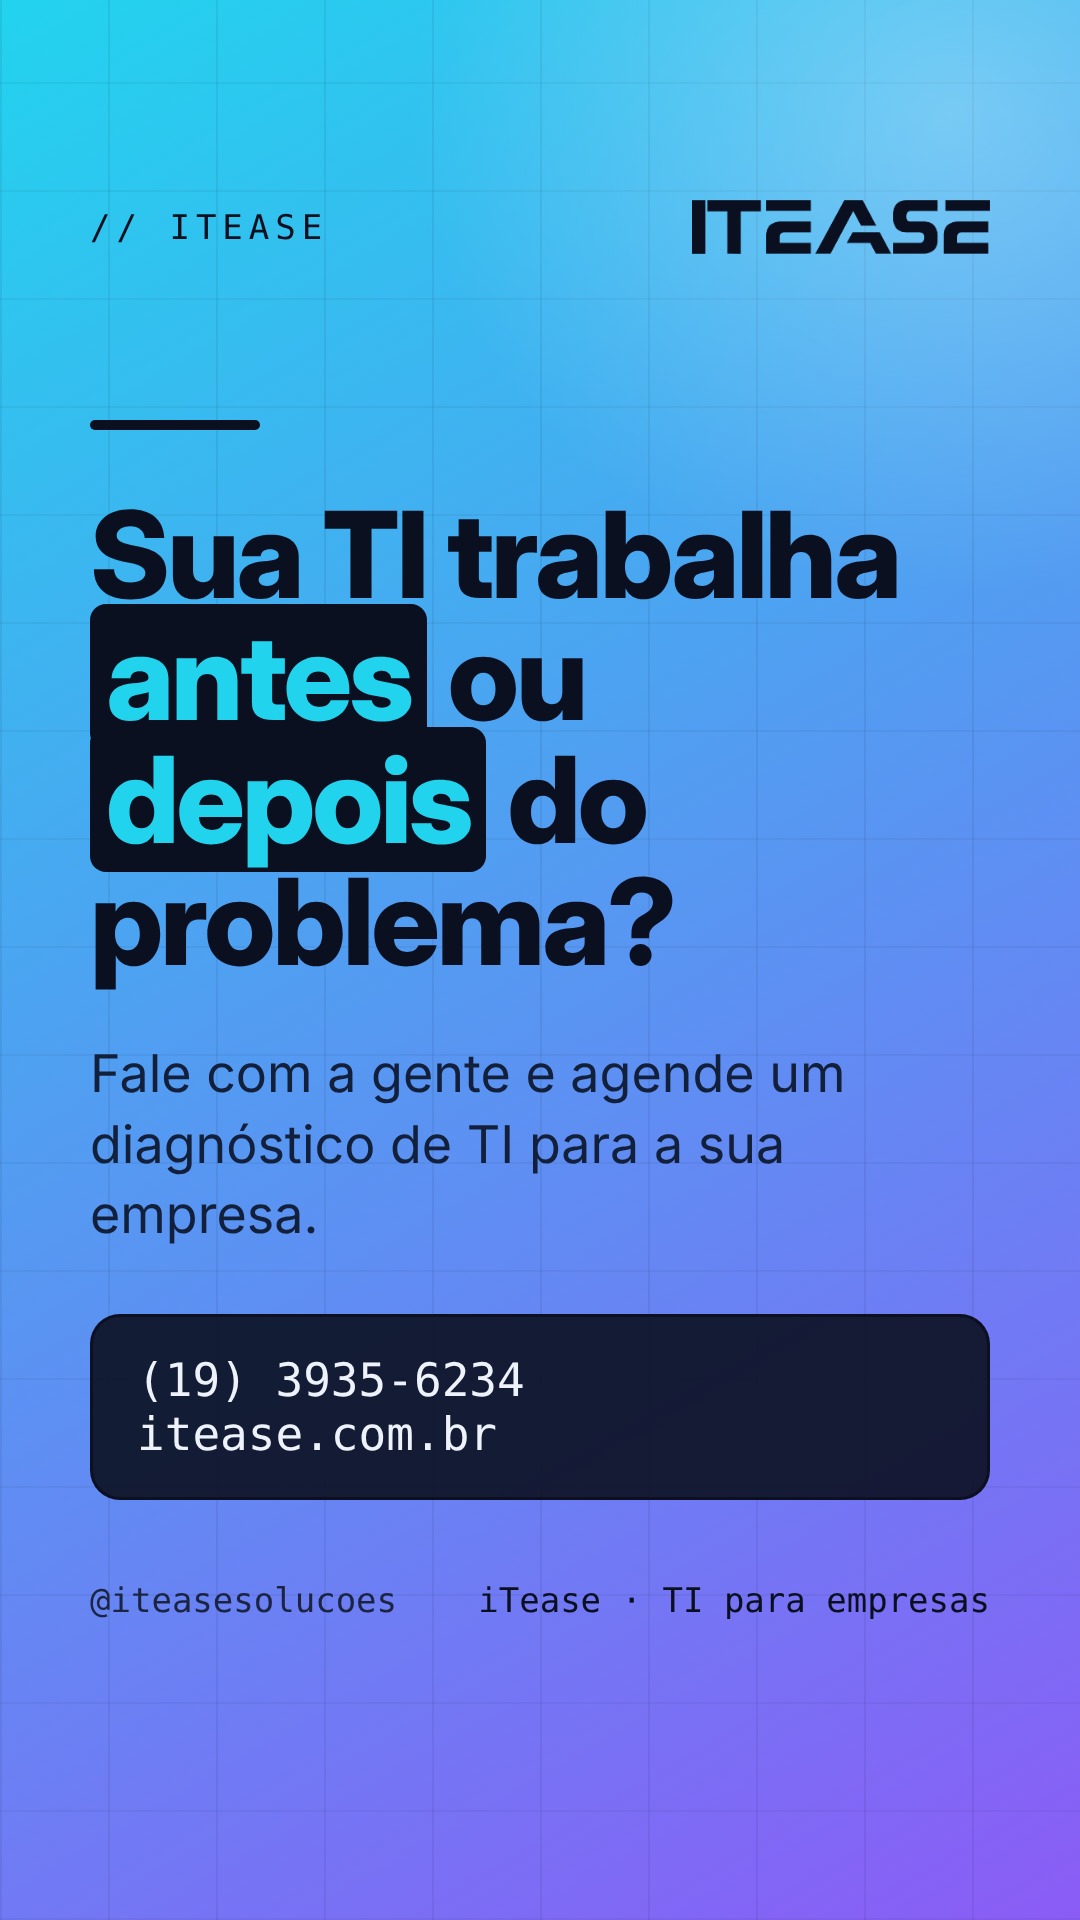 // ITEASE
ITEASE
Sua TI trabalha
antes ou
depois do
problema?
Fale com a gente e agende um
diagnóstico de TI para a sua
empresa.
(19) 3935-6234
itease.com.br
@iteasesolucoes
iTease · TI para empresas